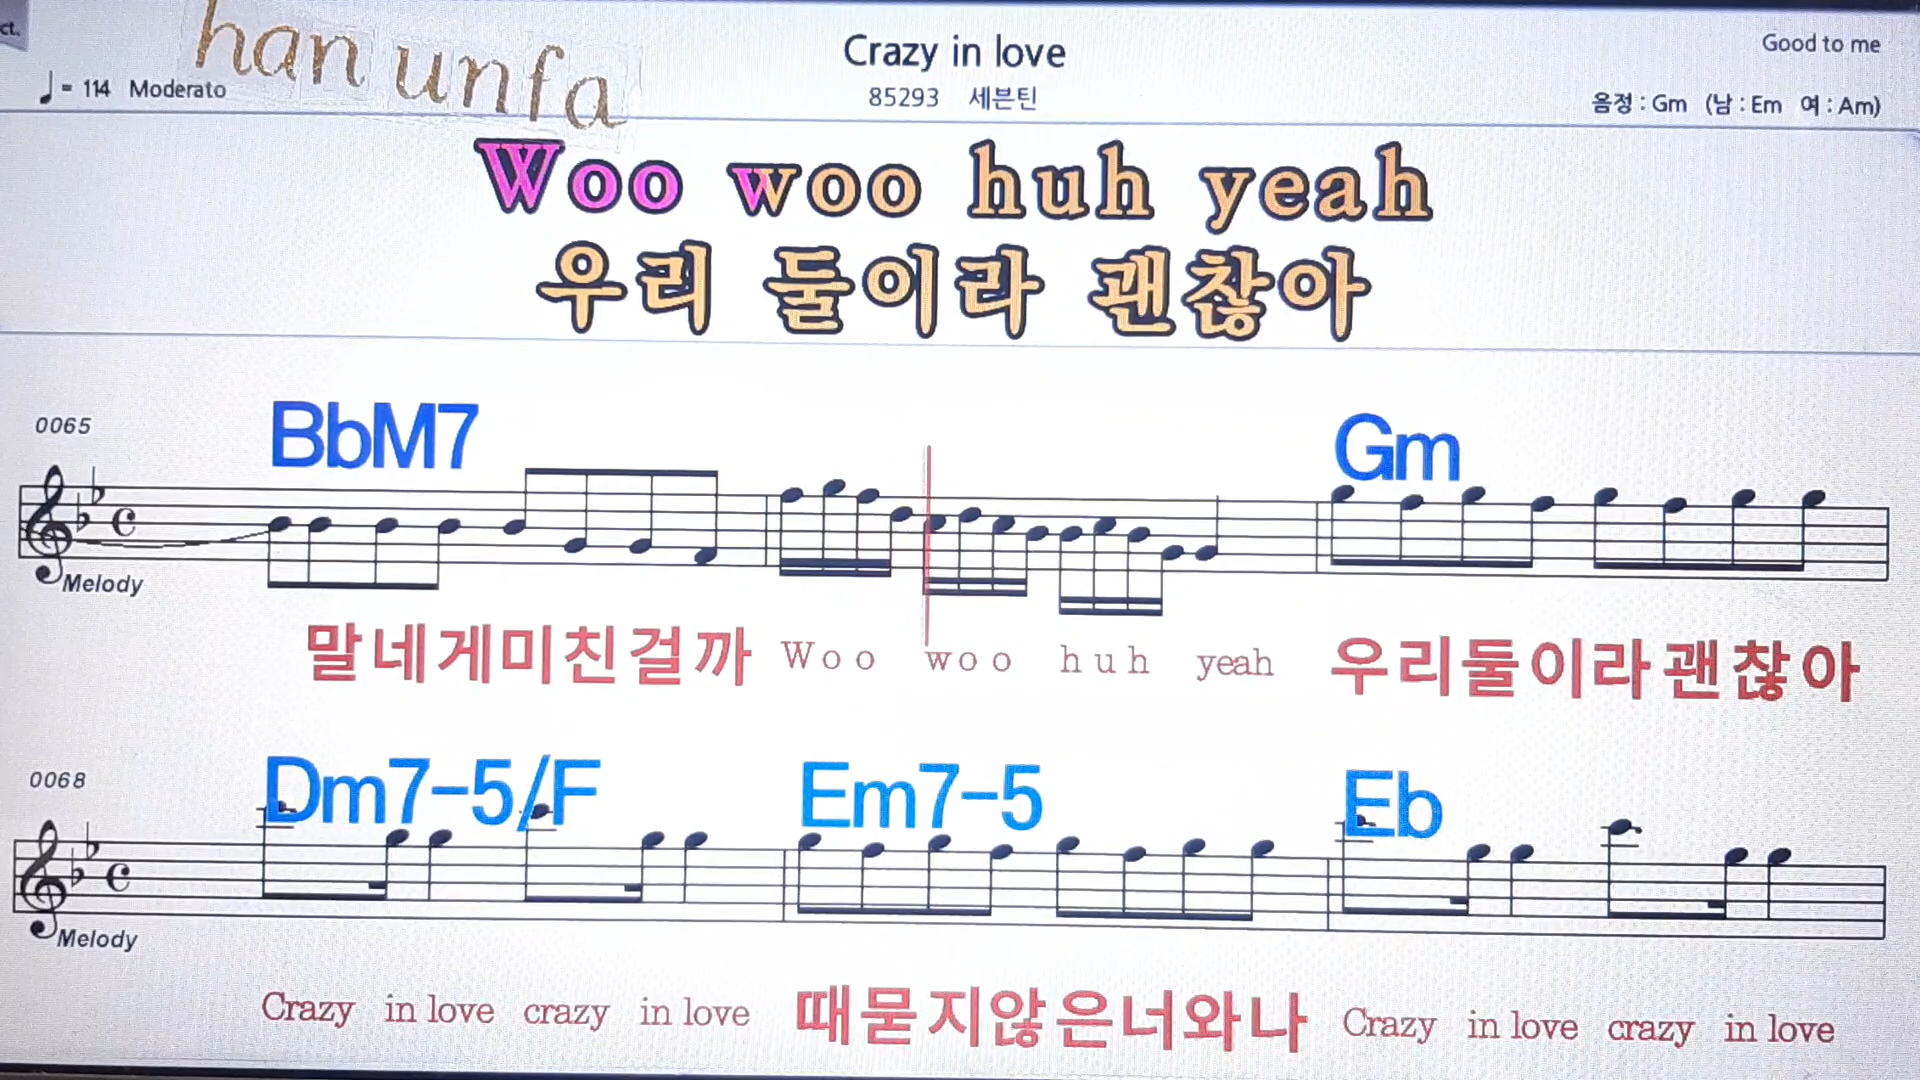 ct.
han unfa
Crazy in love
Good to me
♩= 114 Moderato
85293 세븐틴
음정 : Gm (남 : Em 여 : Am)
Woo woo huh yeah
우리 둘이라 괜찮아
0065
BbM7 Gm
Melody
말네게미친걸까 Woo woo huh yeah 우리둘이라괜찮아
0068
Dm7-5/F Em7-5 Eb
Melody
Crazy in love crazy in love 때묻지않은너와나 Crazy in love crazy in love